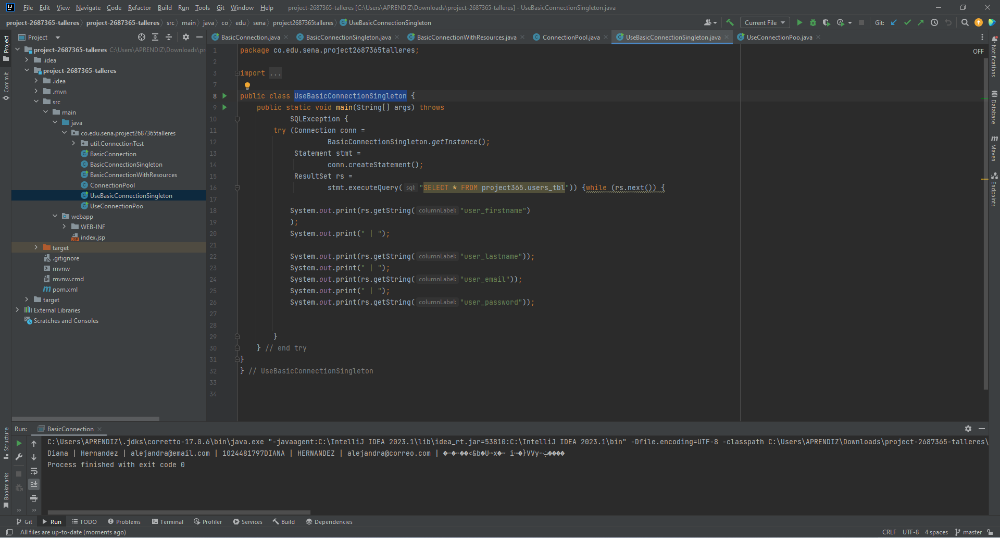 File Edit View Navigate Code Refactor Build Run Tools Git Window Help project-2687365-talleres [C:\Users\APRENDIZ\Downloads\project-2687365-talleres] - UseBasicConnectionSingleton.java
project-2687365-talleres project-2687365-talleres src main java co edu sena project2687365talleres UseBasicConnectionSingleton Current File Git:
Project
BasicConnection.java BasicConnectionSingleton.java BasicConnectionWithResources.java ConnectionPool.java UseBasicConnectionSingleton.java UseConnectionPoo.java
project-2687365-talleres C:\Users\APRENDIZ\Downloads\pr
.idea
project-2687365-talleres
.idea
.mvn
src
main
java
co.edu.sena.project2687365talleres
util.ConnectionTest
BasicConnection
BasicConnectionSingleton
BasicConnectionWithResources
ConnectionPool
UseBasicConnectionSingleton
UseConnectionPoo
webapp
WEB-INF
index.jsp
target
.gitignore
mvnw
mvnw.cmd
pom.xml
target
External Libraries
Scratches and Consoles
Project
Commit
Structure
Bookmarks
OFF
1 package co.edu.sena.project2687365talleres;
2
3 import ...
7
8 public class UseBasicConnectionSingleton {
9 public static void main(String[] args) throws
10 SQLException {
11 try (Connection conn =
12 BasicConnectionSingleton.getInstance();
13 Statement stmt =
14 conn.createStatement();
15 ResultSet rs =
16 stmt.executeQuery( sql: "SELECT * FROM project365.users_tbl")) {while (rs.next()) {
17
18 System.out.print(rs.getString( columnLabel: "user_firstname")
19 );
20 System.out.print(" | ");
21
22 System.out.print(rs.getString( columnLabel: "user_lastname"));
23 System.out.print(" | ");
24 System.out.print(rs.getString( columnLabel: "user_email"));
25 System.out.print(" | ");
26 System.out.print(rs.getString( columnLabel: "user_password"));
27
28
29 }
30 } // end try
31 }
32 } // UseBasicConnectionSingleton
33
34
Notifications
Database
Maven
Endpoints
Run: BasicConnection
C:\Users\APRENDIZ\.jdks\corretto-17.0.6\bin\java.exe "-javaagent:C:\IntelliJ IDEA 2023.1\lib\idea_rt.jar=53810:C:\IntelliJ IDEA 2023.1\bin" -Dfile.encoding=UTF-8 -classpath C:\Users\APRENDIZ\Downloads\project-2687365-talleres\
Diana | Hernandez | alejandra@email.com | 1024481797DIANA | HERNANDEZ | alejandra@correo.com |
Process finished with exit code 0
Git Run TODO Problems Terminal Profiler Services Build Dependencies
All files are up-to-date (moments ago) CRLF UTF-8 4 spaces master